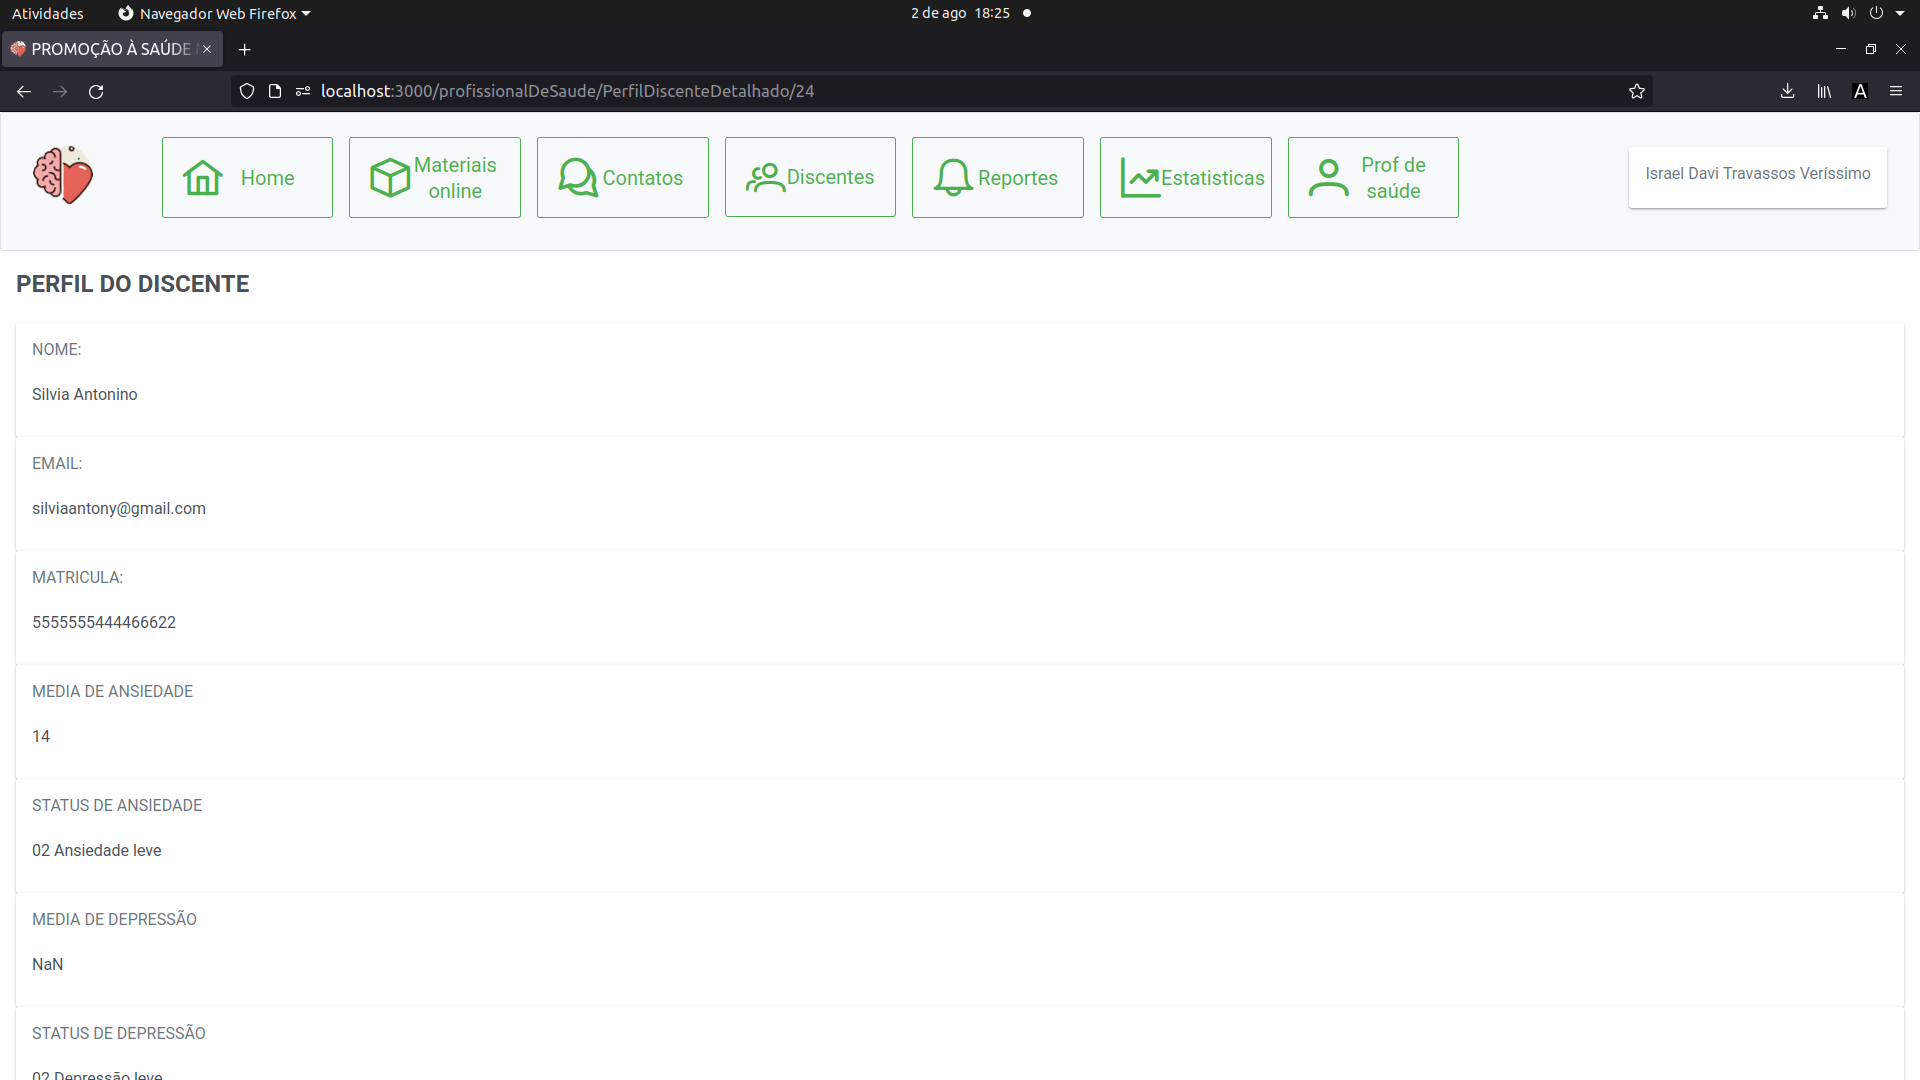 Atividades
Navegador Web Firefox
2 de ago 18:25
PROMOÇÃO À SAÚDE
localhost:3000/profissionalDeSaude/PerfilDiscenteDetalhado/24
A
Home
Materiais
online
Contatos
Discentes
Reportes
Estatisticas
Prof de
saúde
Israel Davi Travassos Veríssimo
PERFIL DO DISCENTE
NOME:
Silvia Antonino
EMAIL:
silviaantony@gmail.com
MATRICULA:
5555555444466622
MEDIA DE ANSIEDADE
14
STATUS DE ANSIEDADE
02 Ansiedade leve
MEDIA DE DEPRESSÃO
NaN
STATUS DE DEPRESSÃO
02 Depressão leve